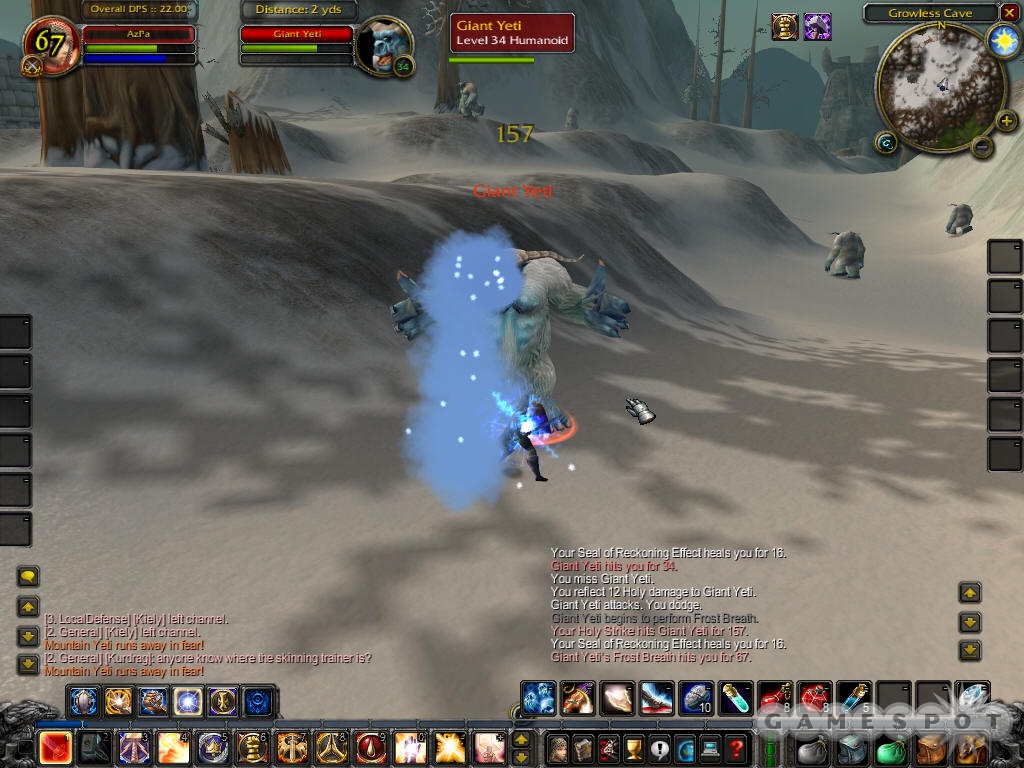 Overall DPS :: 22.00
AzPa
67
Distance: 2 yds
Giant Yeti
34
Giant Yeti
Level 34 Humanoid
Growless Cave
N
157
Giant Yeti
Your Seal of Reckoning Effect heals you for 16.
Giant Yeti hits you for 34.
You miss Giant Yeti.
You reflect 12 Holy damage to Giant Yeti.
Giant Yeti attacks. You dodge.
Giant Yeti begins to perform Frost Breath.
Your Holy Strike hits Giant Yeti for 157.
Your Seal of Reckoning Effect heals you for 16.
Giant Yeti's Frost Breath hits you for 67.
[3. LocalDefense] [Kiely] left channel.
[2. General] [Kiely] left channel.
Mountain Yeti runs away in fear!
[2. General] [Kurdrag]: anyone know where the skinning trainer is?
Mountain Yeti runs away in fear!
10 8
GAMESPOT